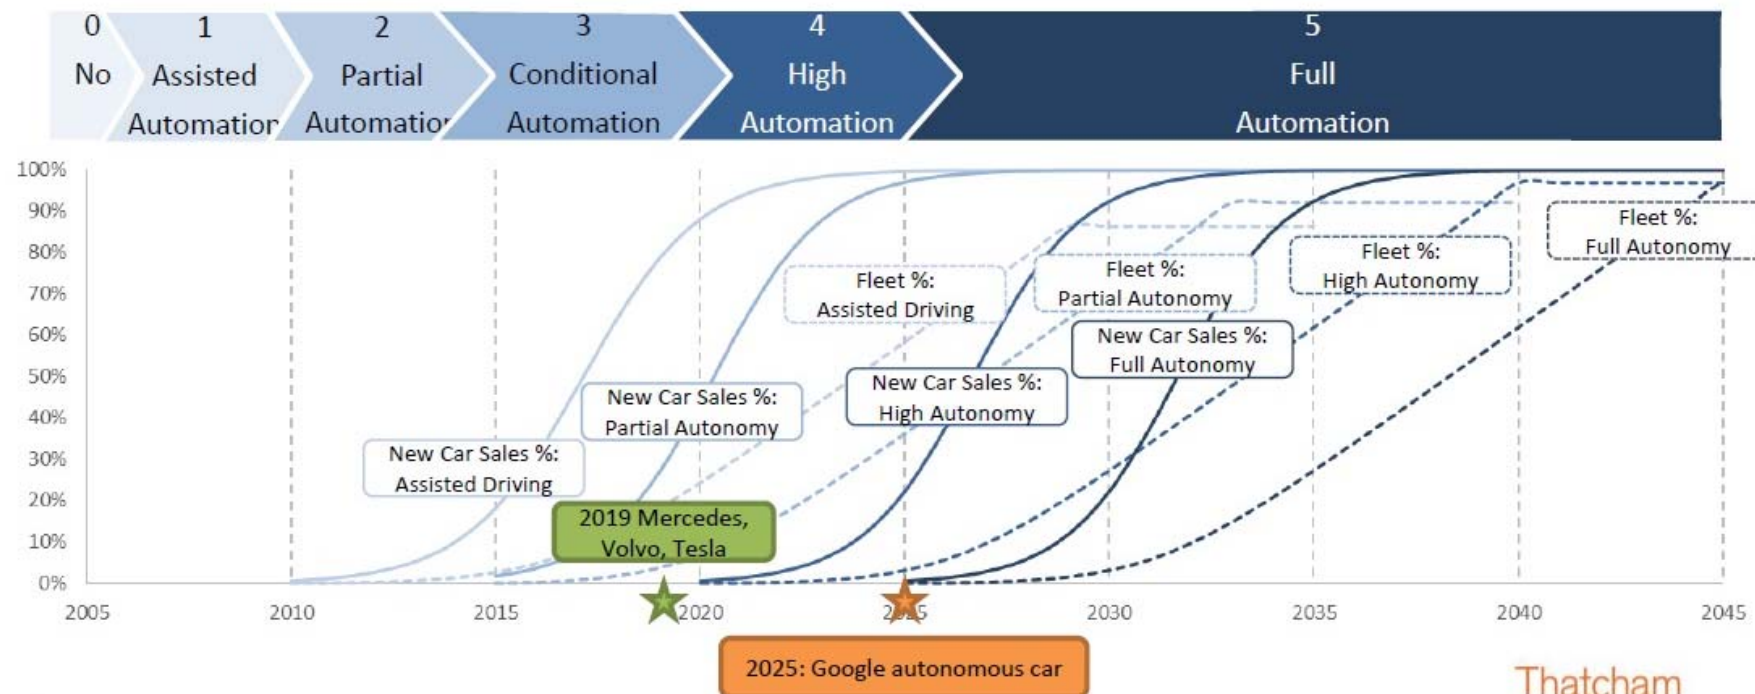 0
No
1
Assisted
Automation
2
Partial
Automation
3
Conditional
Automation
4
High
Automation
5
Full
Automation
100%
90%
80%
70%
60%
50%
40%
30%
20%
10%
0%
Fleet %:
Full Autonomy
Fleet %:
High Autonomy
Fleet %:
Partial Autonomy
Fleet %:
Assisted Driving
New Car Sales %:
Full Autonomy
New Car Sales %:
High Autonomy
New Car Sales %:
Partial Autonomy
New Car Sales %:
Assisted Driving
2019 Mercedes,
Volvo, Tesla
2005
2010
2015
2020
2025
2030
2035
2040
2045
2025: Google autonomous car
Thatcham